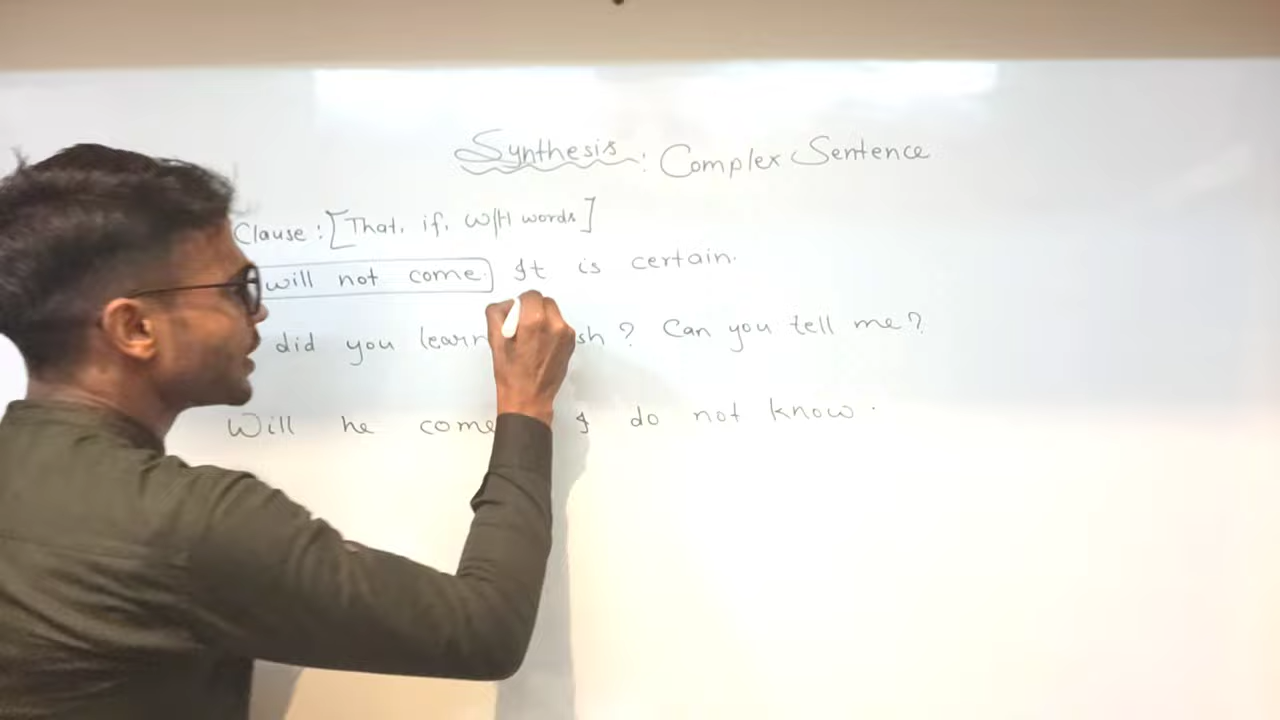 Synthesis : Complex Sentence
Clause : [That, if, W/H words]
will not come. It is certain.
did you learn sh? Can you tell me?
Will he come I do not know.